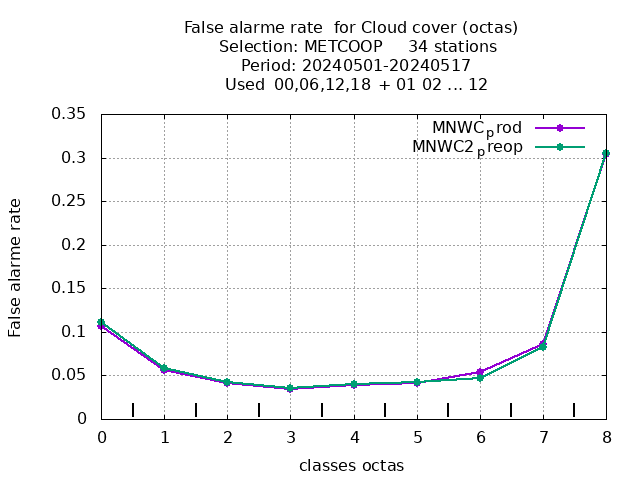 False alarme rate  for Cloud cover (octas)
Selection: METCOOP     34 stations
Period: 20240501-20240517
Used  00,06,12,18 + 01 02 ... 12
MNWCprod
MNWC2preop
0.35
0.3
0.25
0.2
0.15
0.1
0.05
0
False alarme rate
0 1 2 3 4 5 6 7 8
classes octas